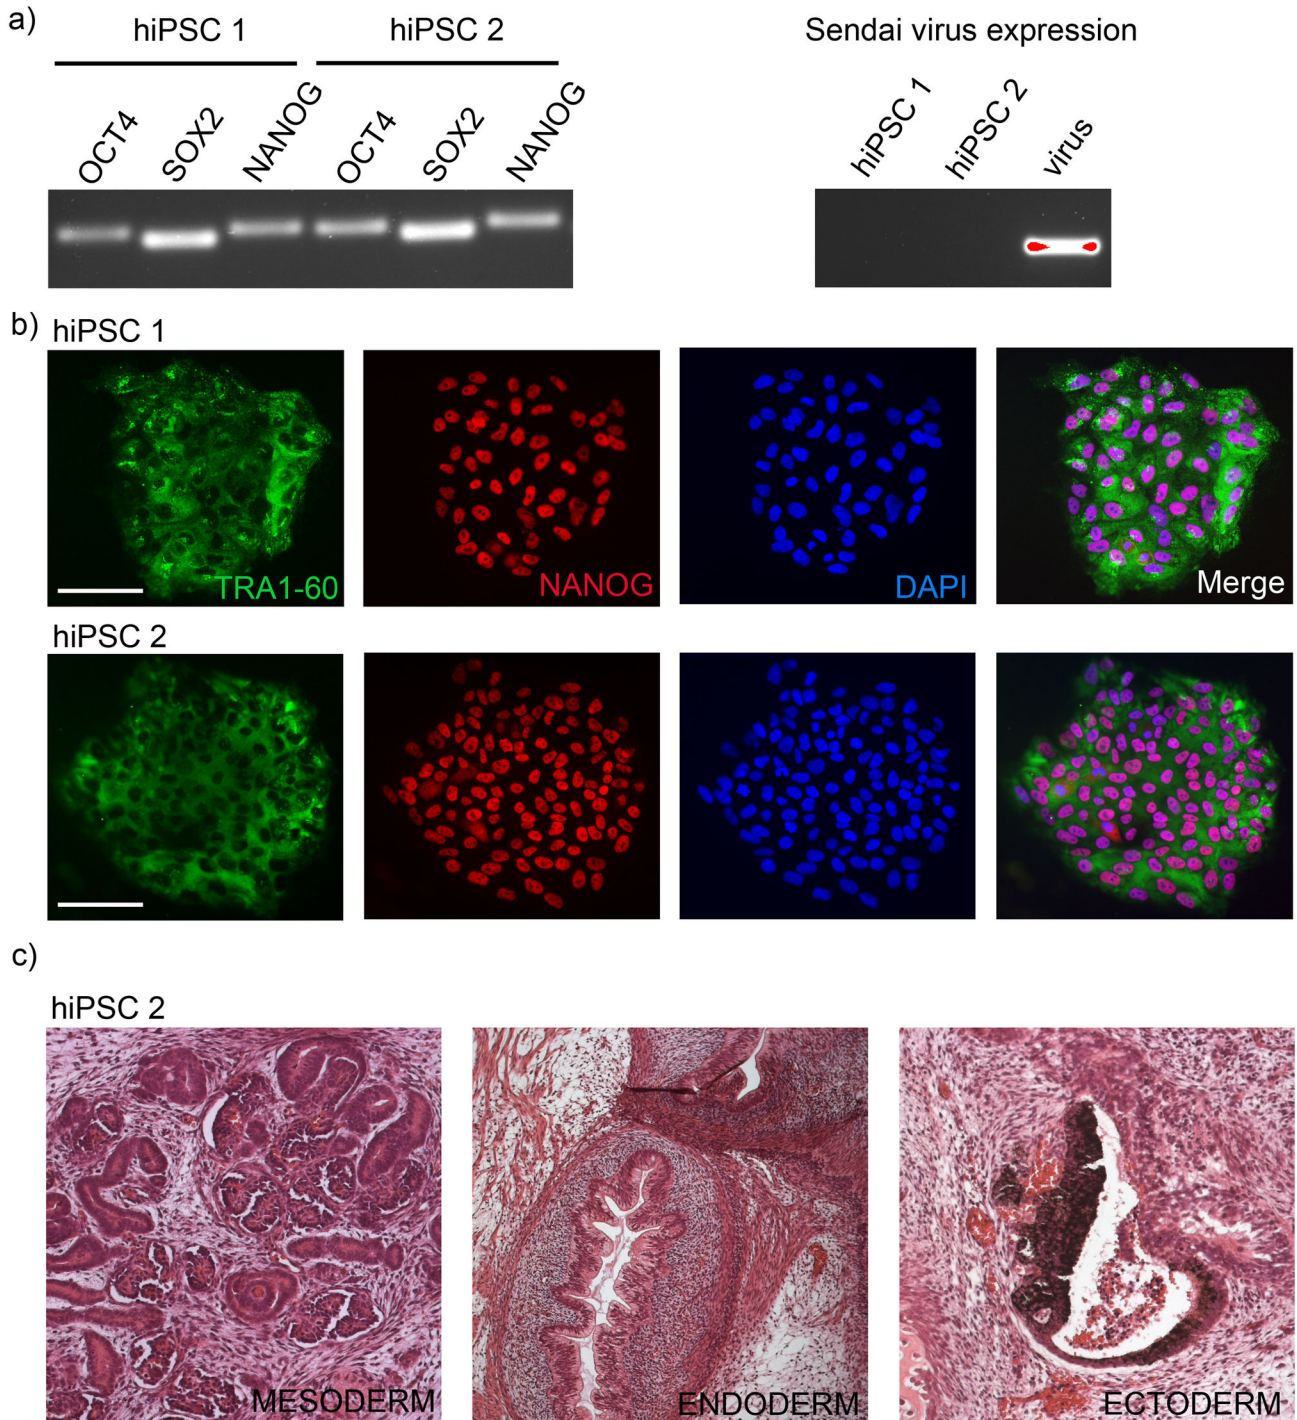 a)
hiPSC 1
hiPSC 2
Sendai virus expression
OCT4
SOX2
NANOG
OCT4
SOX2
NANOG
hiPSC 1
hiPSC 2
virus
b)
hiPSC 1
TRA1-60
NANOG
DAPI
Merge
hiPSC 2
c)
hiPSC 2
MESODERM
ENDODERM
ECTODERM